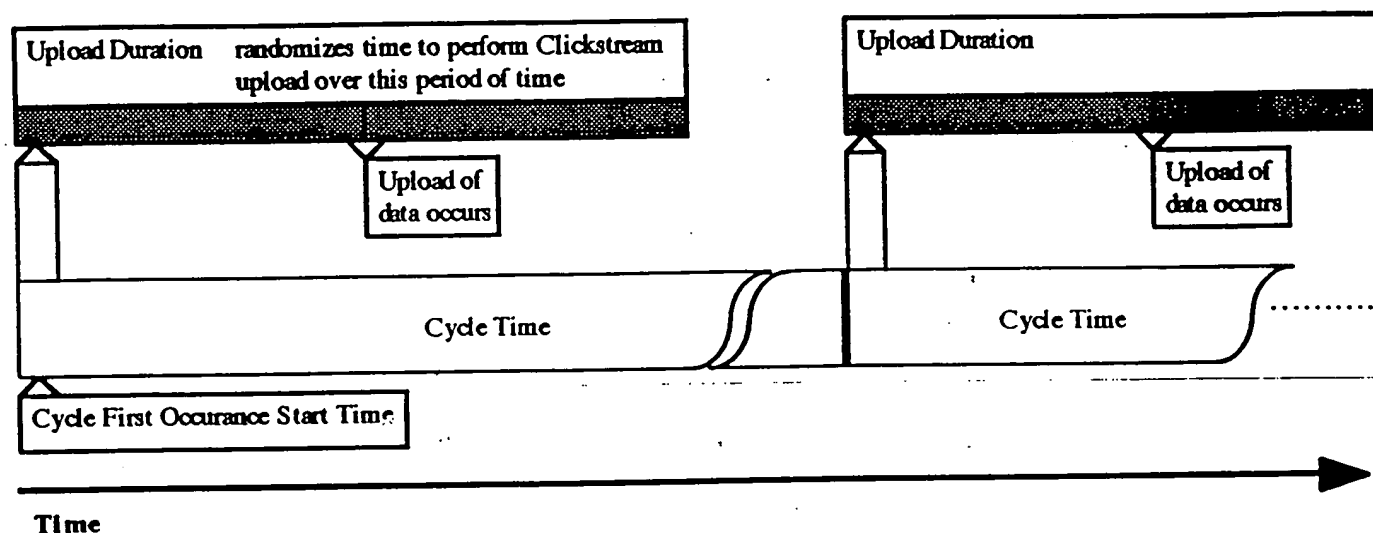 Upload Duration randomizes time to perform Clickstream
upload over this period of time
Upload Duration
Upload of
data occurs
Upload of
data occurs
Cycle Time
Cycle Time
Cycle First Occurance Start Time
Time